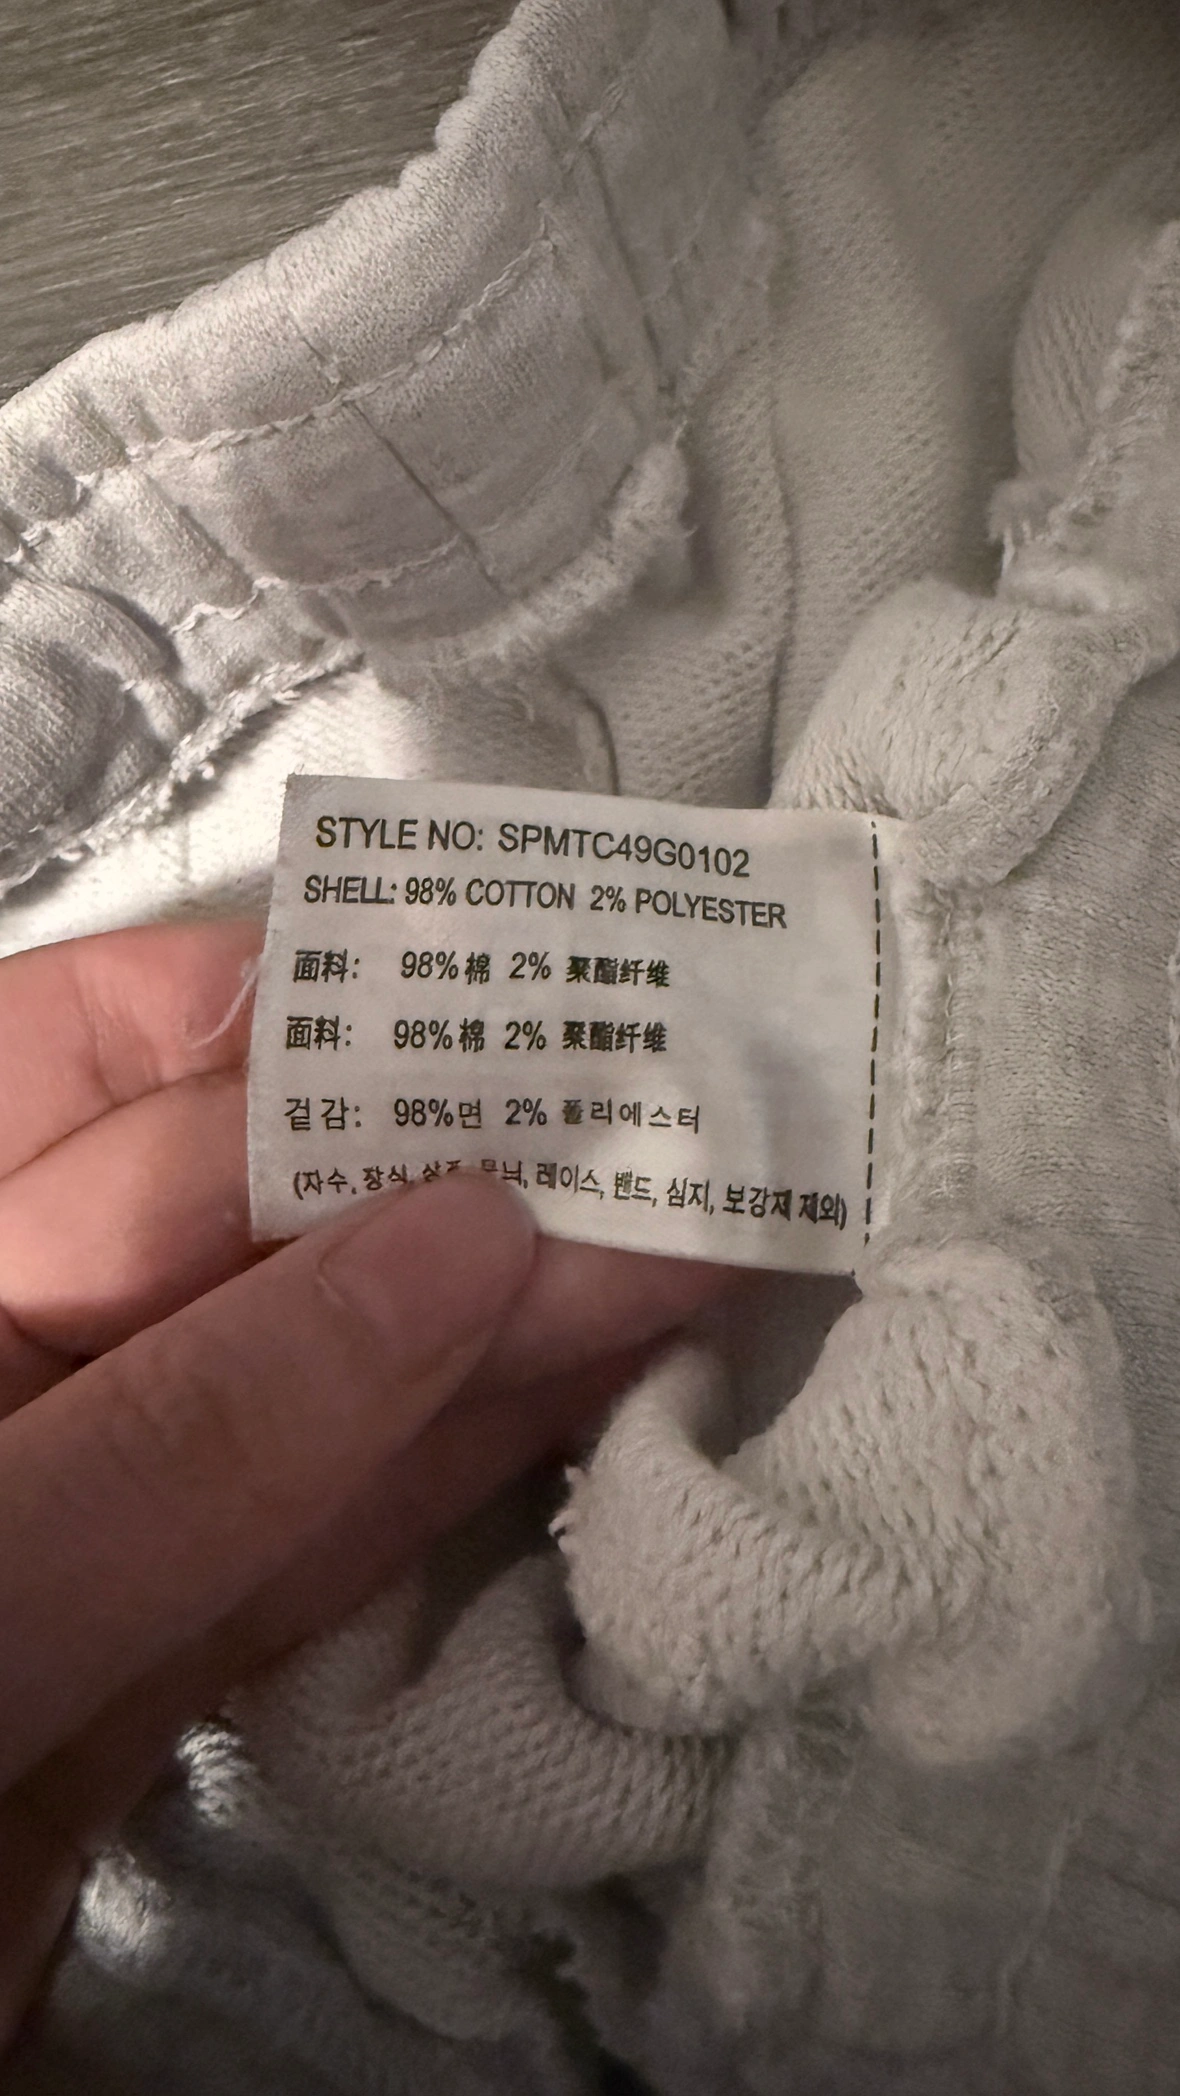 STYLE NO: SPMTC49G0102
SHELL: 98% COTTON 2% POLYESTER
面料: 98%棉 2% 聚酯纤维
面料: 98%棉 2% 聚酯纤维
겉감: 98%면 2% 폴리에스터
(자수, 장식, 레이스, 밴드, 심지, 보강재 제외)